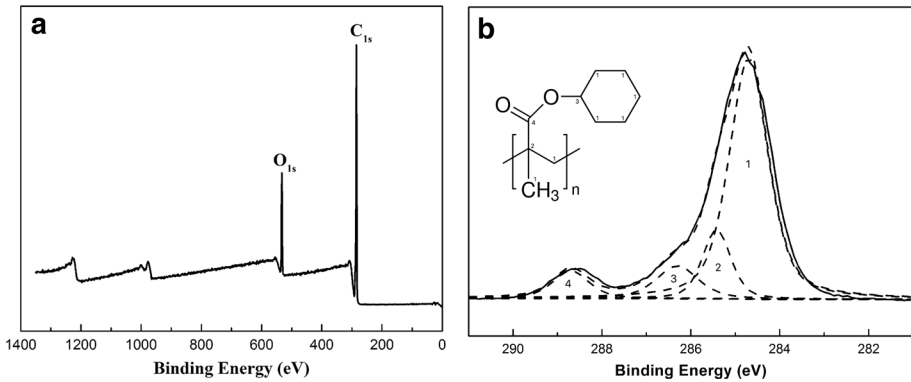 a
C1s
O1s
1400 1200 1000 800 600 400 200 0
Binding Energy (eV)
b
1 1
O 1
O 3
4 1 1
2 1
1
CH3 n
1
2
3
4
290 288 286 284 282
Binding Energy (eV)